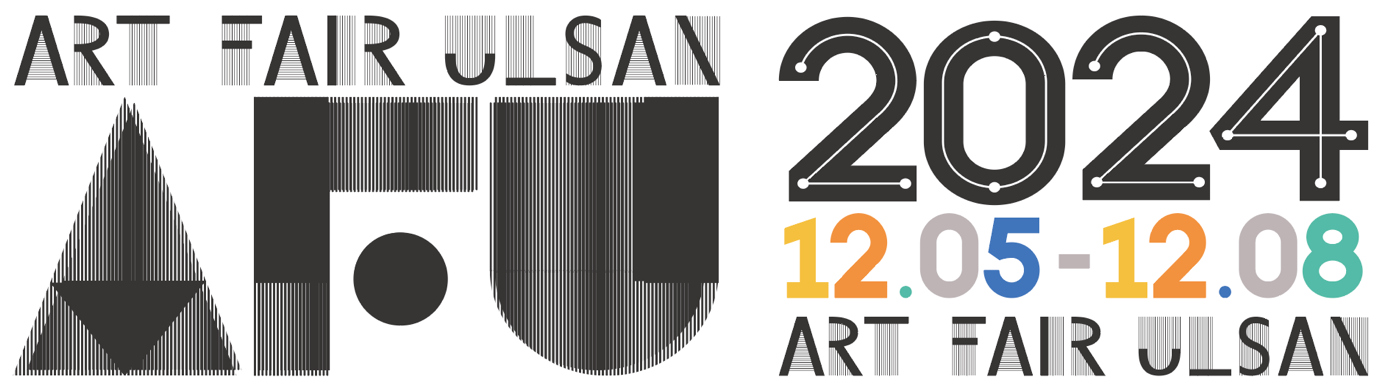 ART FAIR ULSAN
AFU
2024
12.05-12.08
ART FAIR ULSAN